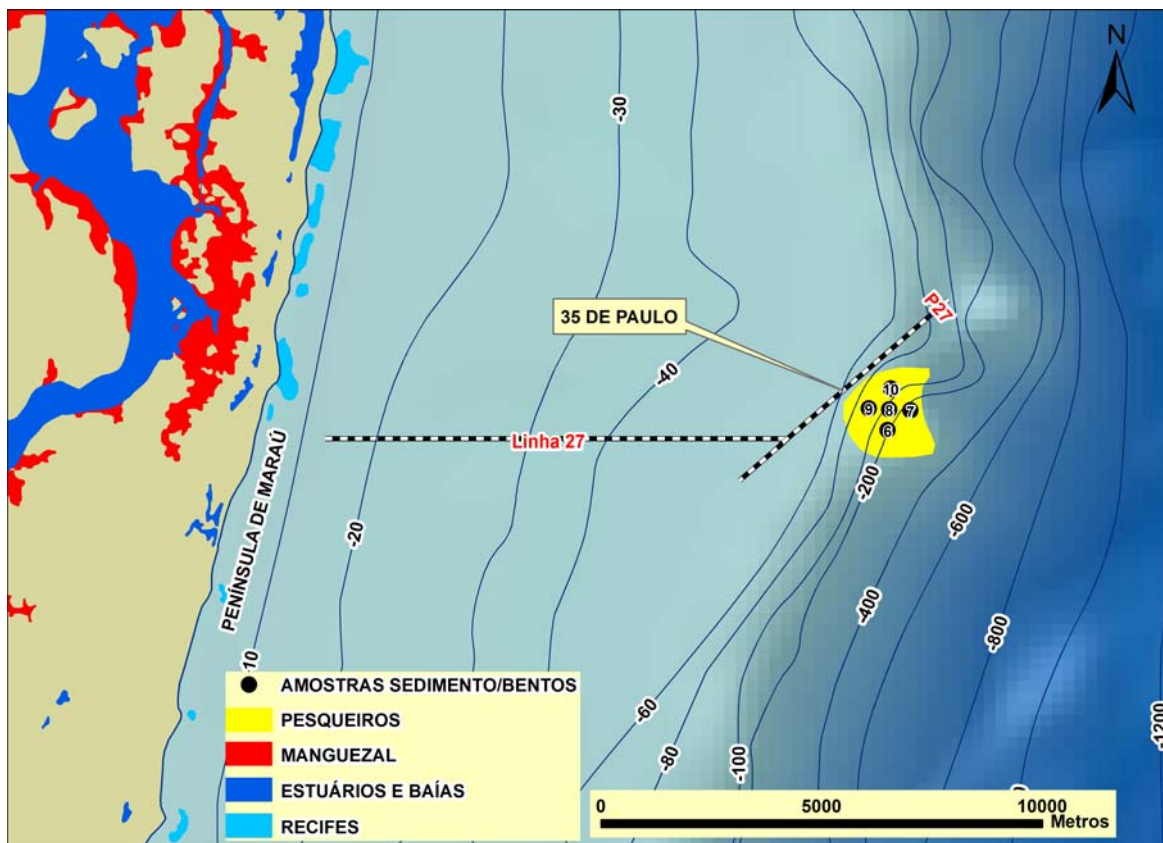 N
-30
P27
35 DE PAULO
-40
10
9
8
7
6
Linha 27
-200
-20
-600
PENÍNSULA DE MARAÚ
-400
-800
10
-60
-80
-100
-1200
AMOSTRAS SEDIMENTO/BENTOS
PESQUEIROS
MANGUEZAL
ESTUÁRIOS E BAÍAS
RECIFES
0
5000
10000
Metros